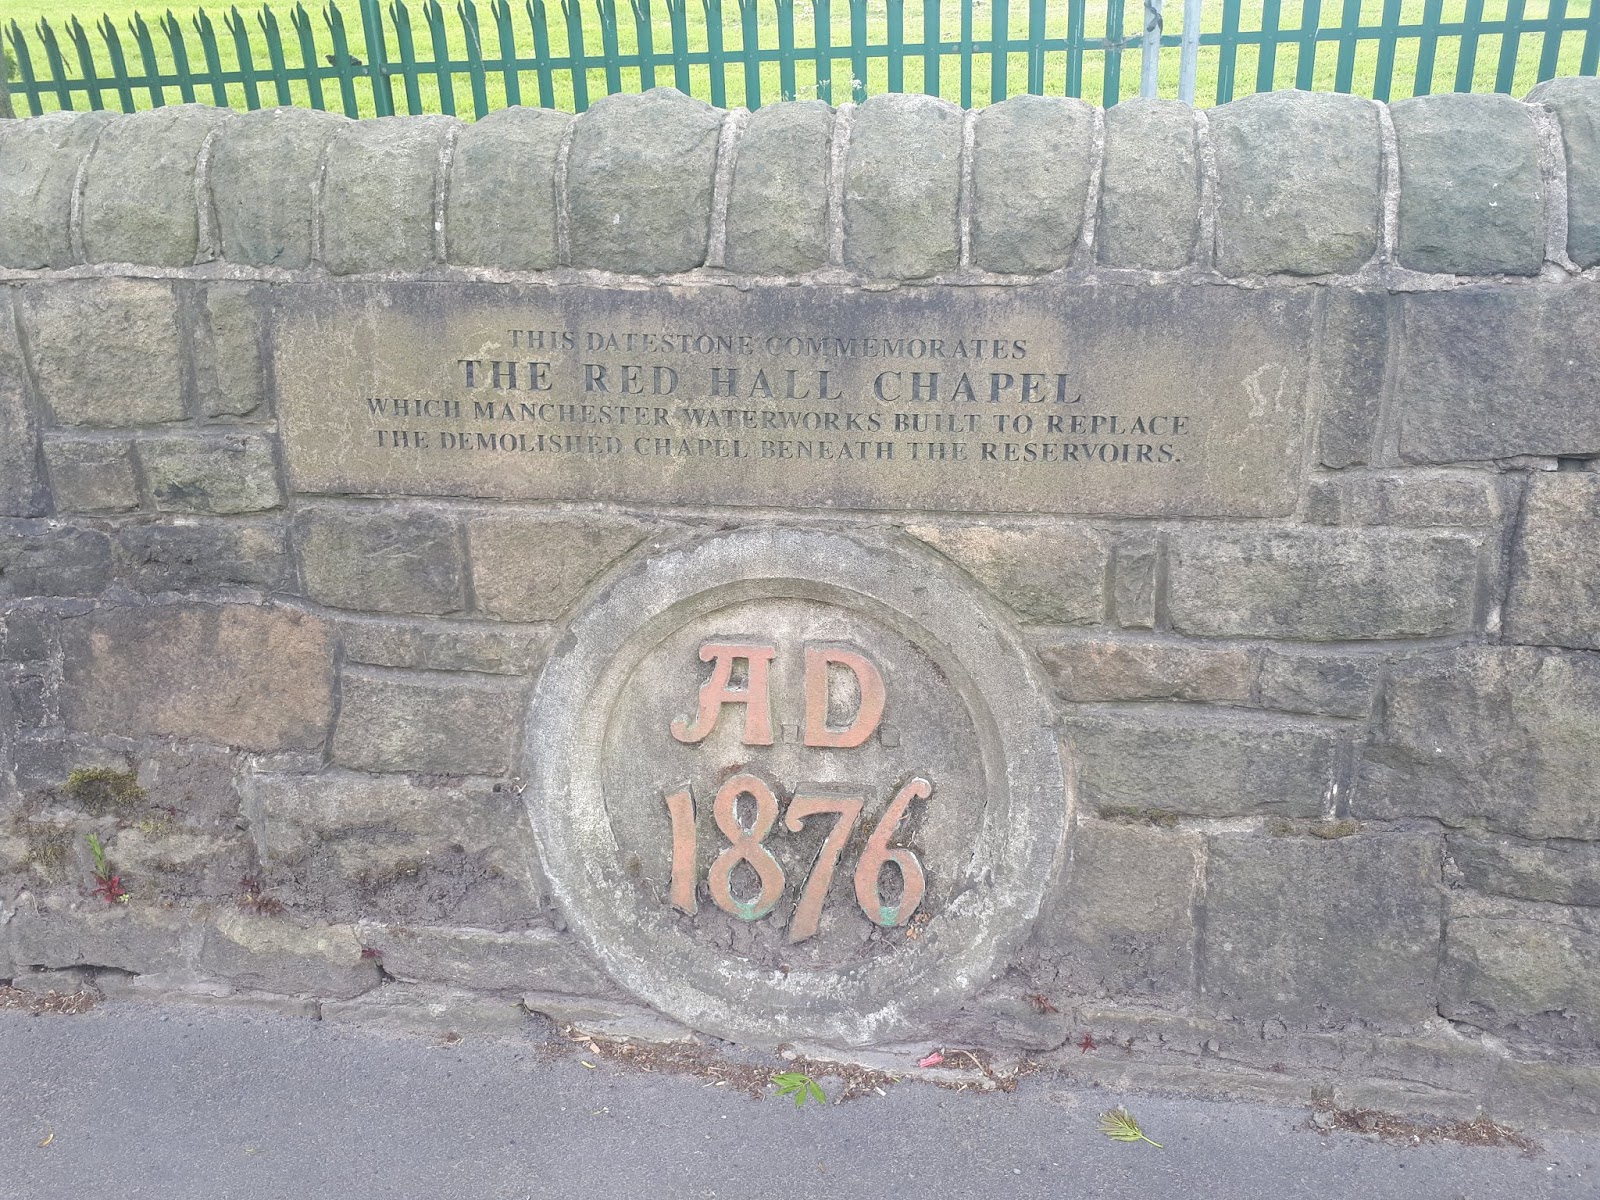 THIS DATESTONE COMMEMORATES
THE RED HALL CHAPEL
WHICH MANCHESTER WATERWORKS BUILT TO REPLACE
THE DEMOLISHED CHAPEL BENEATH THE RESERVOIRS.
A.D.
1876